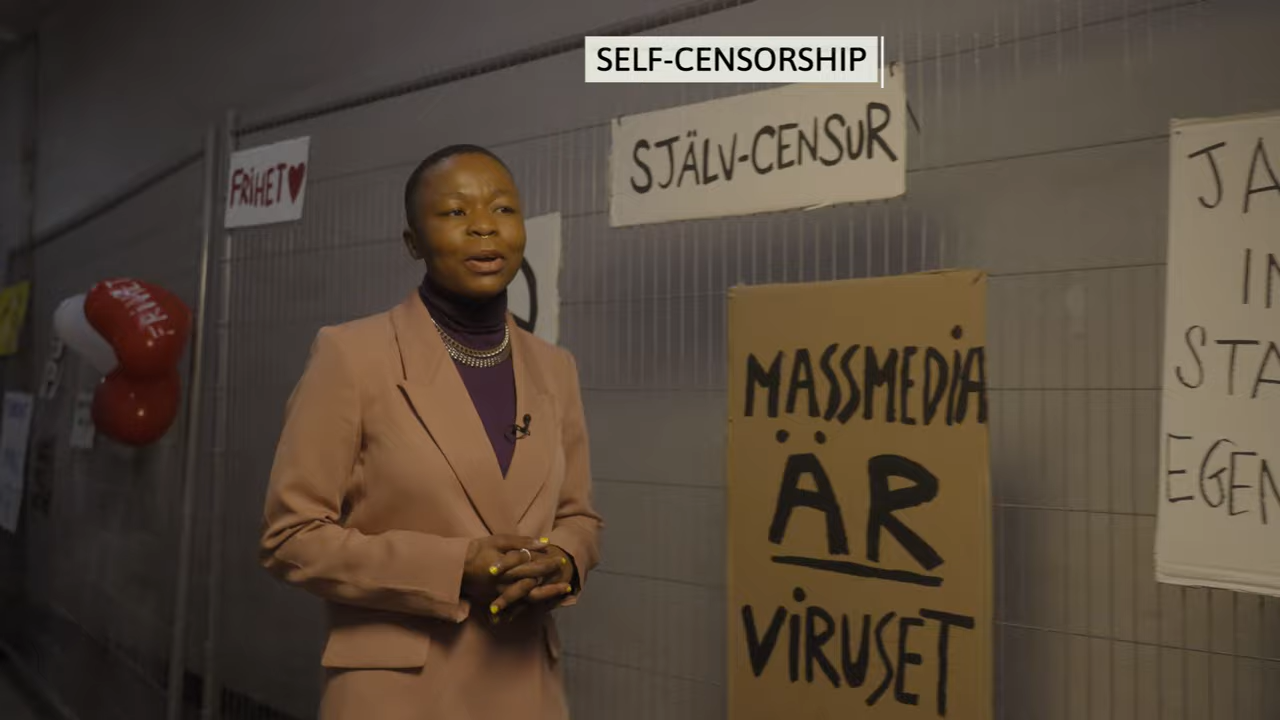 SELF-CENSORSHIP
SJÄLV-CENSUR
FRIHET♥
FRIHET
MASSMEDIA
ÄR
VIRUSET
JA
IN
STA
EGEN